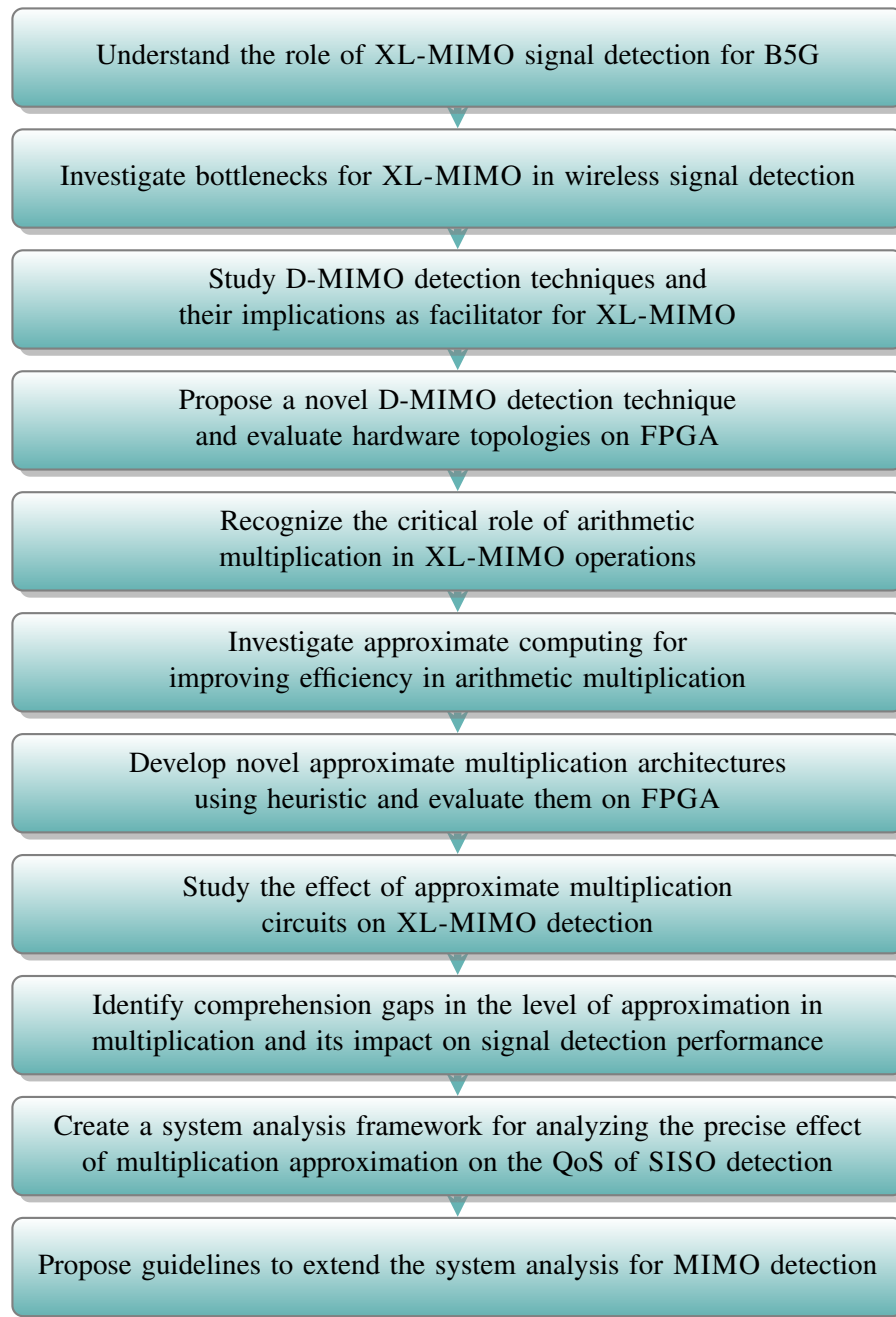 Understand the role of XL-MIMO signal detection for B5G
Investigate bottlenecks for XL-MIMO in wireless signal detection
Study D-MIMO detection techniques and
their implications as facilitator for XL-MIMO
Propose a novel D-MIMO detection technique
and evaluate hardware topologies on FPGA
Recognize the critical role of arithmetic
multiplication in XL-MIMO operations
Investigate approximate computing for
improving efficiency in arithmetic multiplication
Develop novel approximate multiplication architectures
using heuristic and evaluate them on FPGA
Study the effect of approximate multiplication
circuits on XL-MIMO detection
Identify comprehension gaps in the level of approximation in
multiplication and its impact on signal detection performance
Create a system analysis framework for analyzing the precise effect
of multiplication approximation on the QoS of SISO detection
Propose guidelines to extend the system analysis for MIMO detection